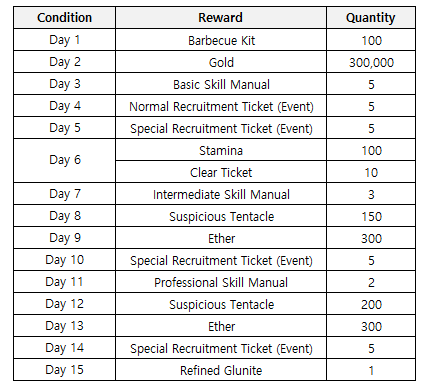 Condition Reward Quantity
Day 1 Barbecue Kit 100
Day 2 Gold 300,000
Day 3 Basic Skill Manual 5
Day 4 Normal Recruitment Ticket (Event) 5
Day 5 Special Recruitment Ticket (Event) 5
Day 6 Stamina 100
Clear Ticket 10
Day 7 Intermediate Skill Manual 3
Day 8 Suspicious Tentacle 150
Day 9 Ether 300
Day 10 Special Recruitment Ticket (Event) 5
Day 11 Professional Skill Manual 2
Day 12 Suspicious Tentacle 200
Day 13 Ether 300
Day 14 Special Recruitment Ticket (Event) 5
Day 15 Refined Glunite 1